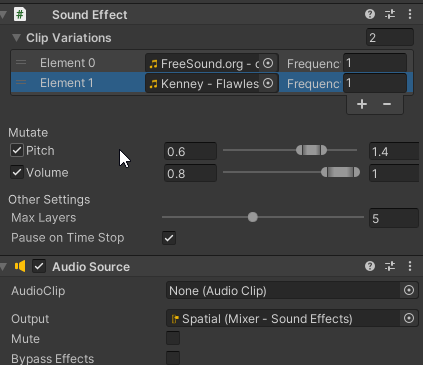 Sound Effect
Clip Variations 2
Element 0 FreeSound.org - Frequenc 1
Element 1 Kenney - Flawles Frequenc 1
Mutate
Pitch 0.6 1.4
Volume 0.8 1
Other Settings
Max Layers 5
Pause on Time Stop
Audio Source
AudioClip None (Audio Clip)
Output Spatial (Mixer - Sound Effects)
Mute
Bypass Effects